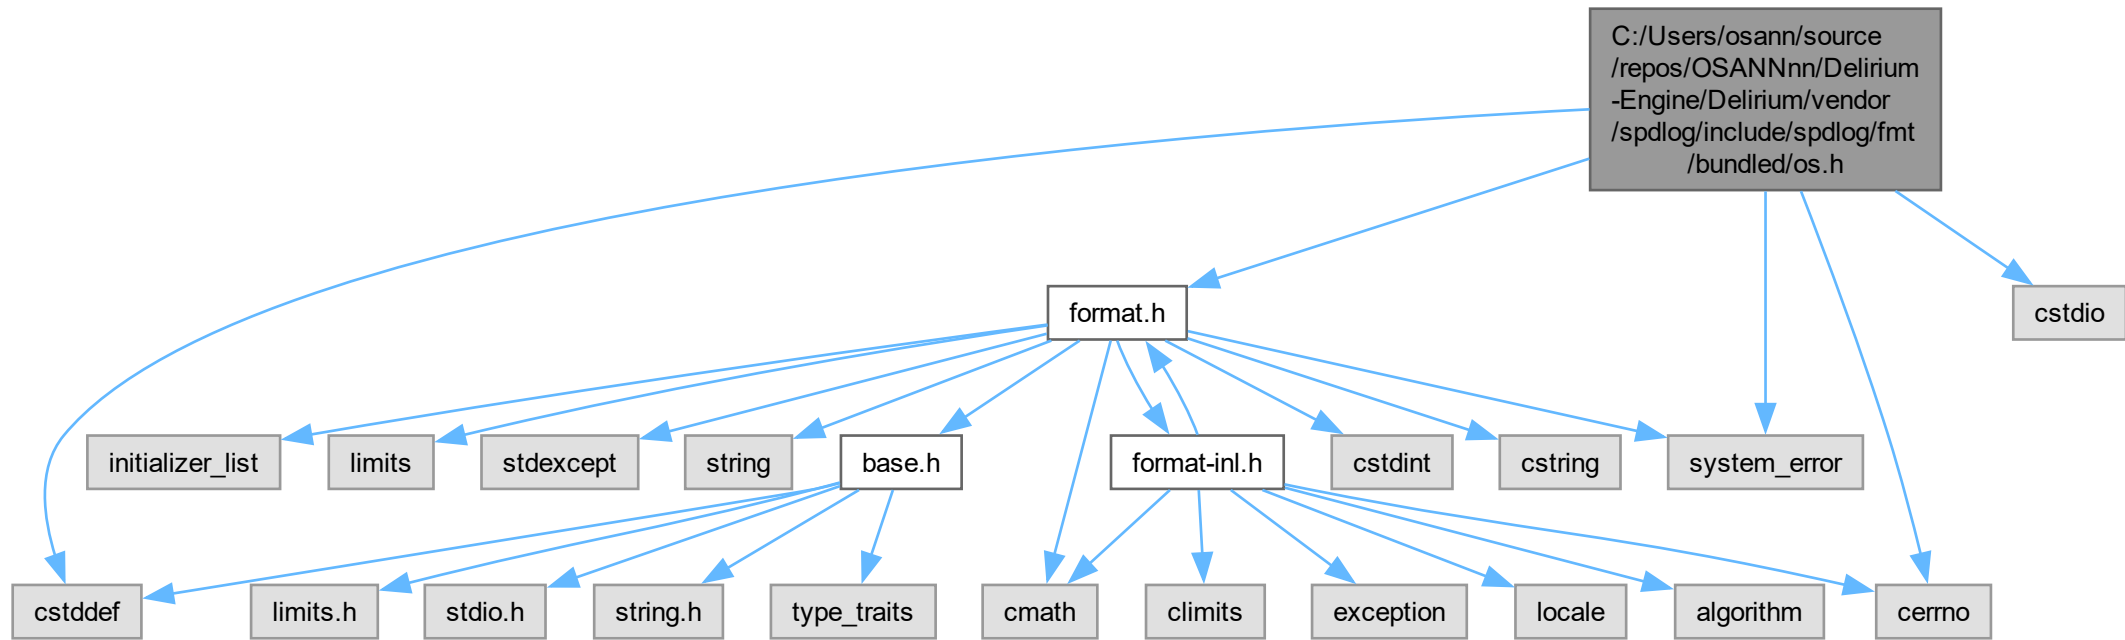 C:/Users/osann/source
/repos/OSANNnn/Delirium
-Engine/Delirium/vendor
/spdlog/include/spdlog/fmt
/bundled/os.h
format.h
cstdio
initializer_list
limits
stdexcept
string
base.h
format-inl.h
cstdint
cstring
system_error
cstddef
limits.h
stdio.h
string.h
type_traits
cmath
climits
exception
locale
algorithm
cerrno